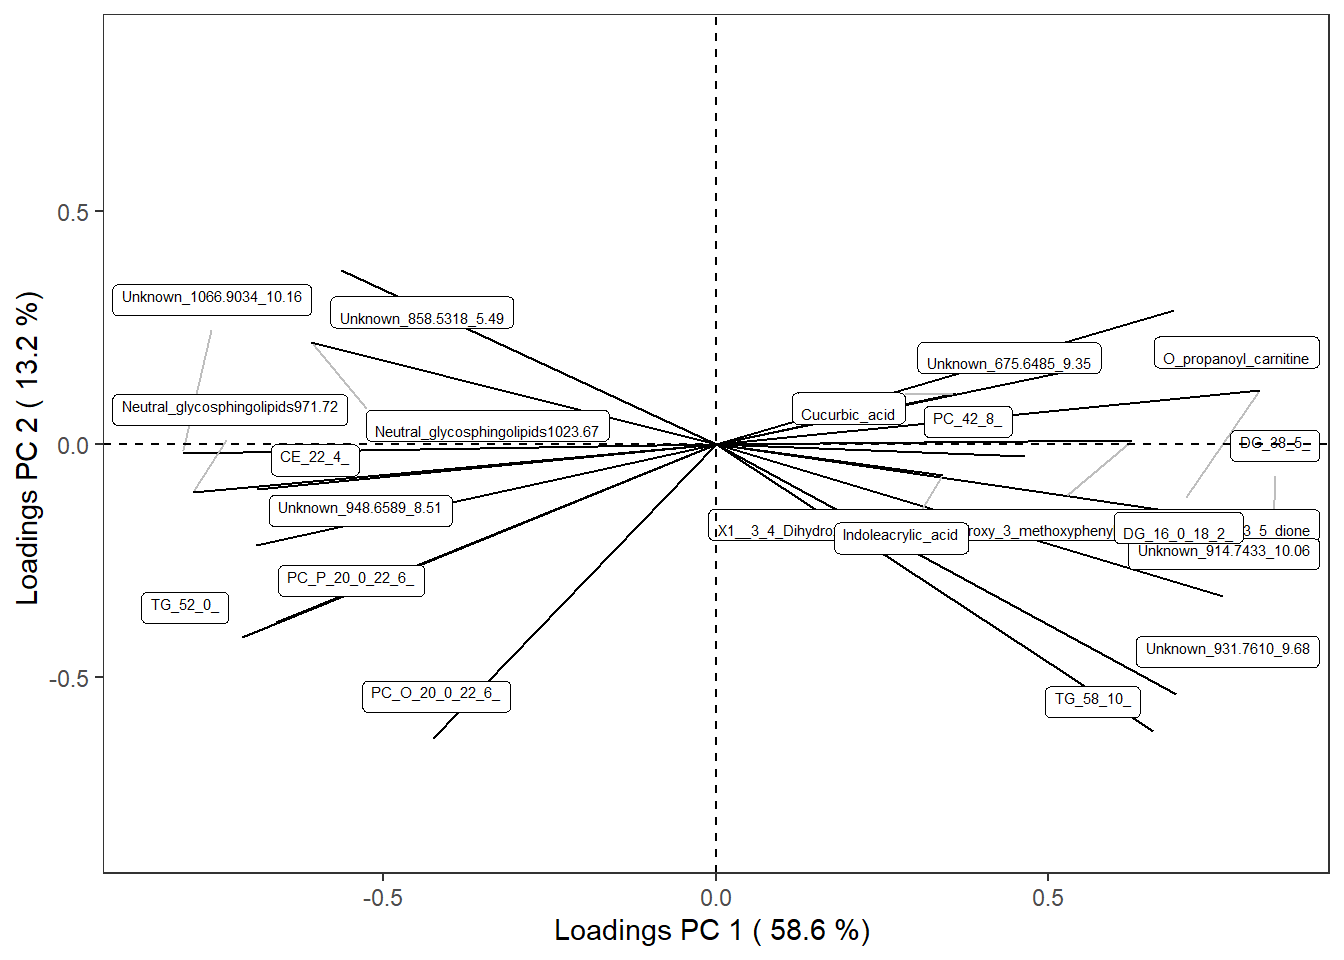 Loadings PC 2 ( 13.2 %)
0.5
0.0
-0.5
Unknown_1066.9034_10.16
Unknown_858.5318_5.49
Unknown_675.6485_9.35
O_propanoyl_carnitine
Neutral_glycosphingolipids971.72
Cucurbic_acid
PC_42_8_
Neutral_glycosphingolipids1023.67
DG_38_5_
CE_22_4_
Unknown_948.6589_8.51
X1__3_4_Dihydro
roxy_3_methoxypheny
3_5_dione
Indoleacrylic_acid
DG_16_0_18_2_
Unknown_914.7433_10.06
PC_P_20_0_22_6_
TG_52_0_
Unknown_931.7610_9.68
PC_O_20_0_22_6_
TG_58_10_
-0.5
0.0
0.5
Loadings PC 1 ( 58.6 %)